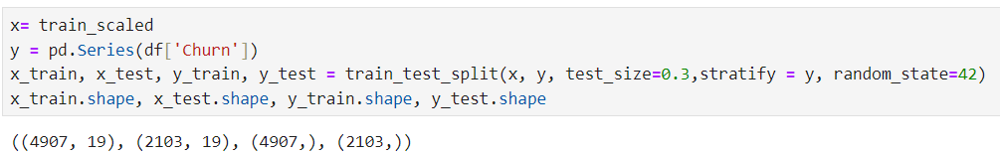 x= train_scaled
y = pd.Series(df['Churn'])
x_train, x_test, y_train, y_test = train_test_split(x, y, test_size=0.3,stratify = y, random_state=42)
x_train.shape, x_test.shape, y_train.shape, y_test.shape
((4907, 19), (2103, 19), (4907,), (2103,))